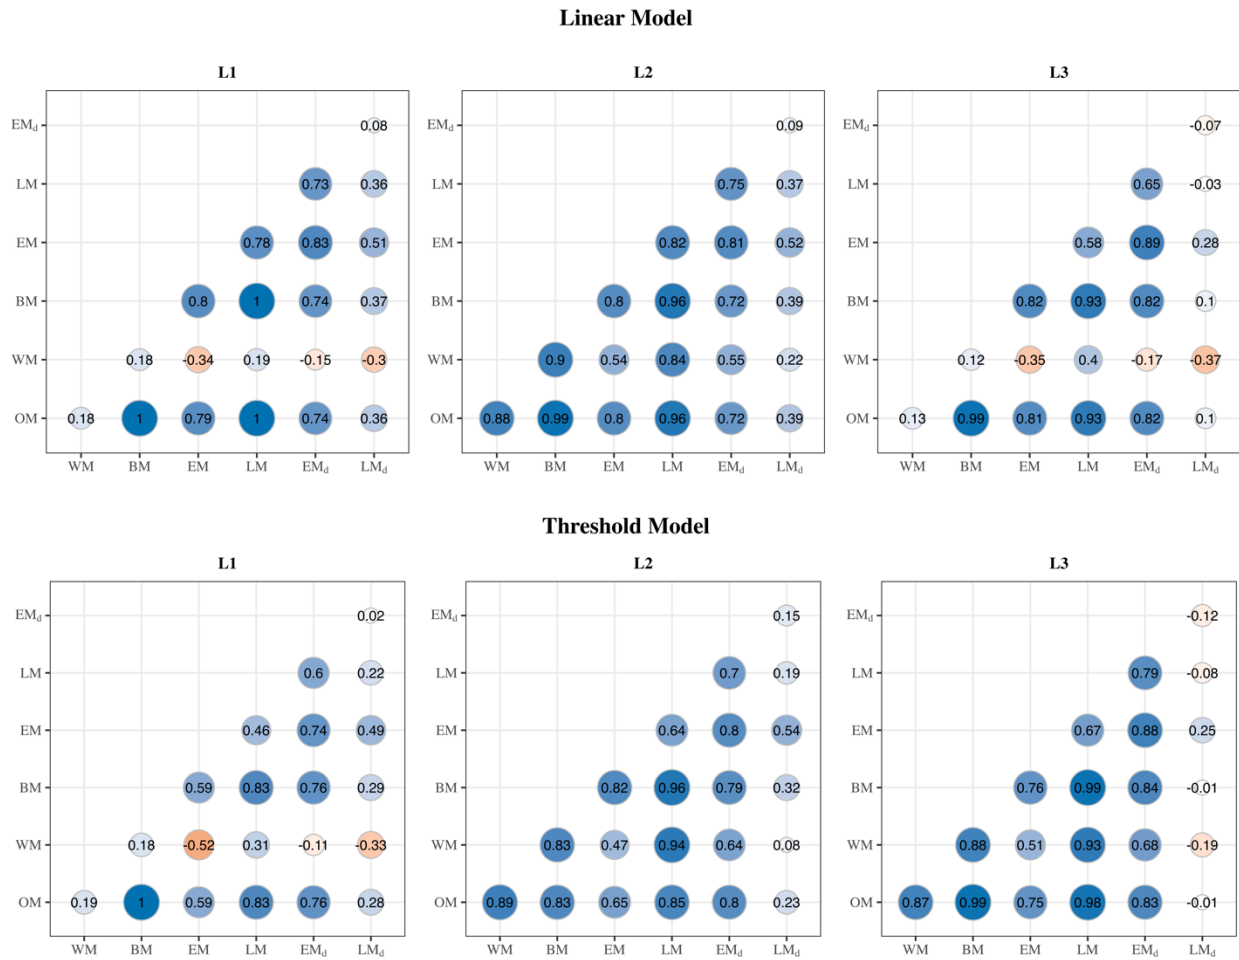 Linear Model
L1 L2 L3
EMd 0.08 EMd 0.09 EMd -0.07
LM 0.73 0.36 LM 0.75 0.37 LM 0.65 -0.03
EM 0.78 0.83 0.51 EM 0.82 0.81 0.52 EM 0.58 0.89 0.28
BM 0.8 1 0.74 0.37 BM 0.8 0.96 0.72 0.39 BM 0.82 0.93 0.82 0.1
WM 0.18 -0.34 0.19 -0.15 -0.3 WM 0.9 0.54 0.84 0.55 0.22 WM 0.12 -0.35 0.4 -0.17 -0.37
OM 0.18 1 0.79 1 0.74 0.36 OM 0.88 0.99 0.8 0.96 0.72 0.39 OM 0.13 0.99 0.81 0.93 0.82 0.1
WM BM EM LM EMd LMd WM BM EM LM EMd LMd WM BM EM LM EMd LMd
Threshold Model
L1 L2 L3
EMd 0.02 EMd 0.15 EMd -0.12
LM 0.6 0.22 LM 0.7 0.19 LM 0.79 -0.08
EM 0.46 0.74 0.49 EM 0.64 0.8 0.54 EM 0.67 0.88 0.25
BM 0.59 0.83 0.76 0.29 BM 0.82 0.96 0.79 0.32 BM 0.76 0.99 0.84 -0.01
WM 0.18 -0.52 0.31 -0.11 -0.33 WM 0.83 0.47 0.94 0.64 0.08 WM 0.88 0.51 0.93 0.68 -0.19
OM 0.19 1 0.59 0.83 0.76 0.28 OM 0.89 0.83 0.65 0.85 0.8 0.23 OM 0.87 0.99 0.75 0.98 0.83 -0.01
WM BM EM LM EMd LMd WM BM EM LM EMd LMd WM BM EM LM EMd LMd